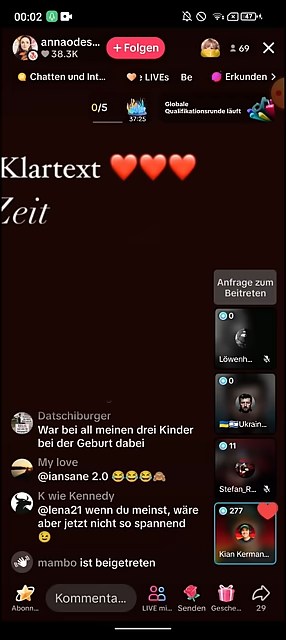 00:02
47
annaodes...
38.3K
+ Folgen
69
Chatten und Int...
LIVEs
Be
Erkunden >
0/5
37:25
Globale
Qualifikationsrunde läuft
Klartext ❤️❤️❤️
Zeit
Anfrage zum
Beitreten
0
Löwenh...
0
🇺🇦🇮🇱Ukrain...
11
Stefan_R...
277
Kian Kerman...
Datschiburger
War bei all meinen drei Kinder
bei der Geburt dabei
My love
@iansane 2.0 😂😂😂🙈
K wie Kennedy
@lena21 wenn du meinst, wäre
aber jetzt nicht so spannend
😉
mambo ist beigetreten
Kommenta...
Abonn...
LIVE mi...
Senden
Gesche...
29